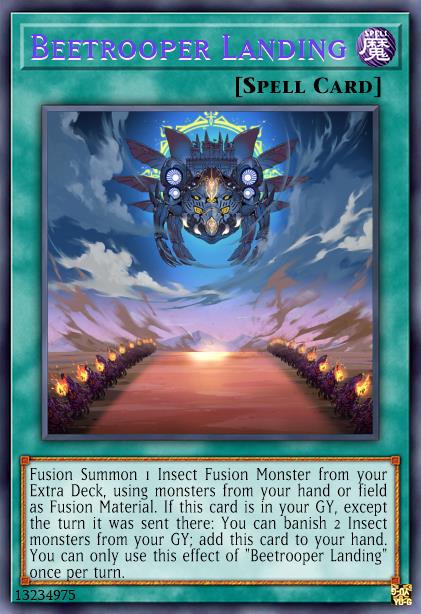 Beetrooper Landing
SPELL
魔
[Spell Card]
Fusion Summon 1 Insect Fusion Monster from your
Extra Deck, using monsters from your hand or field
as Fusion Material. If this card is in your GY, except
the turn it was sent there: You can banish 2 Insect
monsters from your GY; add this card to your hand.
You can only use this effect of "Beetrooper Landing"
once per turn.
13234975